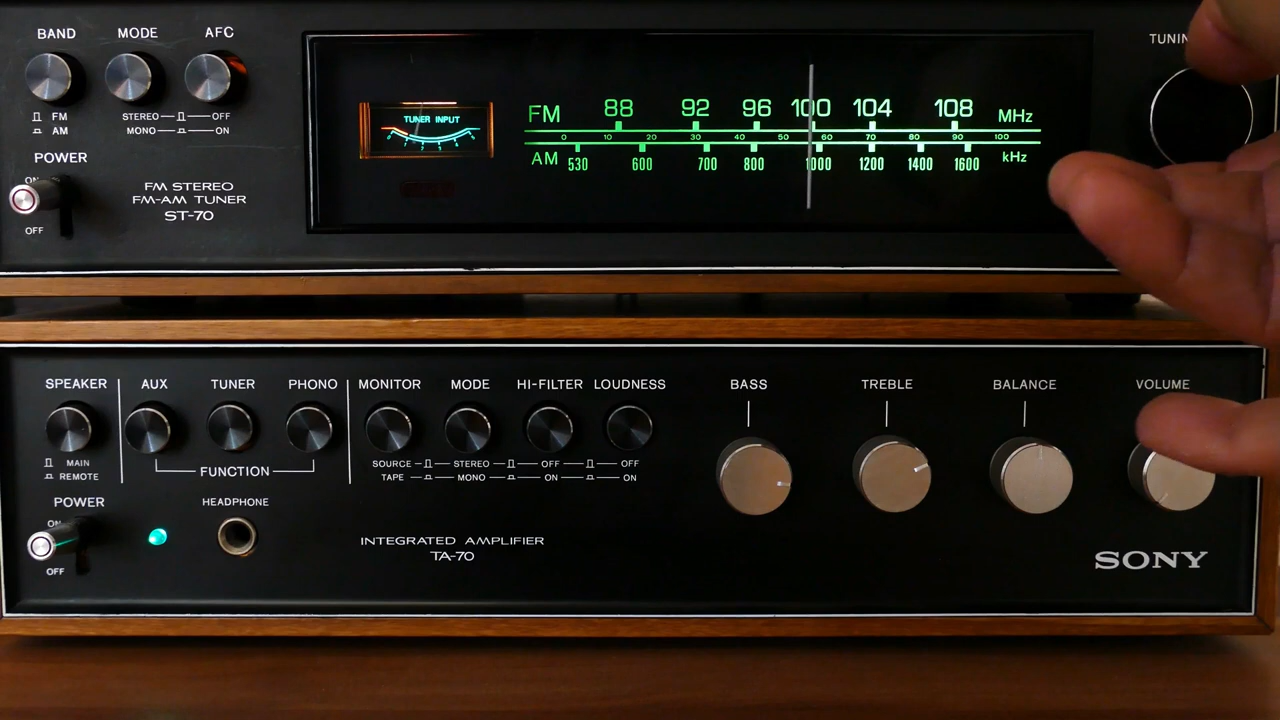 BAND MODE AFC TUNIN
FM STEREO OFF
AM MONO ON
POWER
ON
OFF
FM STEREO
FM-AM TUNER
ST-70
TUNER INPUT
FM 88 92 96 100 104 108 MHz
0 10 20 30 40 50 60 70 80 90 100
AM 530 600 700 800 1000 1200 1400 1600 kHz
SPEAKER AUX TUNER PHONO MONITOR MODE HI-FILTER LOUDNESS BASS TREBLE BALANCE VOLUME
MAIN SOURCE STEREO OFF OFF
REMOTE FUNCTION TAPE MONO ON ON
POWER HEADPHONE
ON
OFF
INTEGRATED AMPLIFIER
TA-70
SONY